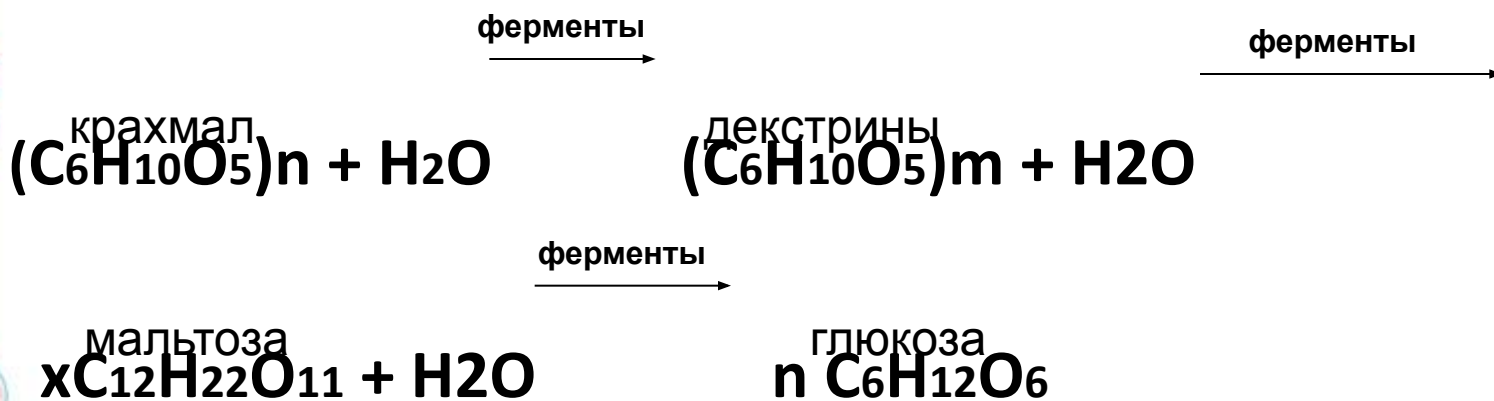 ферменты ферменты
крахмал декстрины
(C6H10O5)n + H2O (C6H10O5)m + H2O
ферменты
мальтоза глюкоза
xC12H22O11 + H2O n C6H12O6